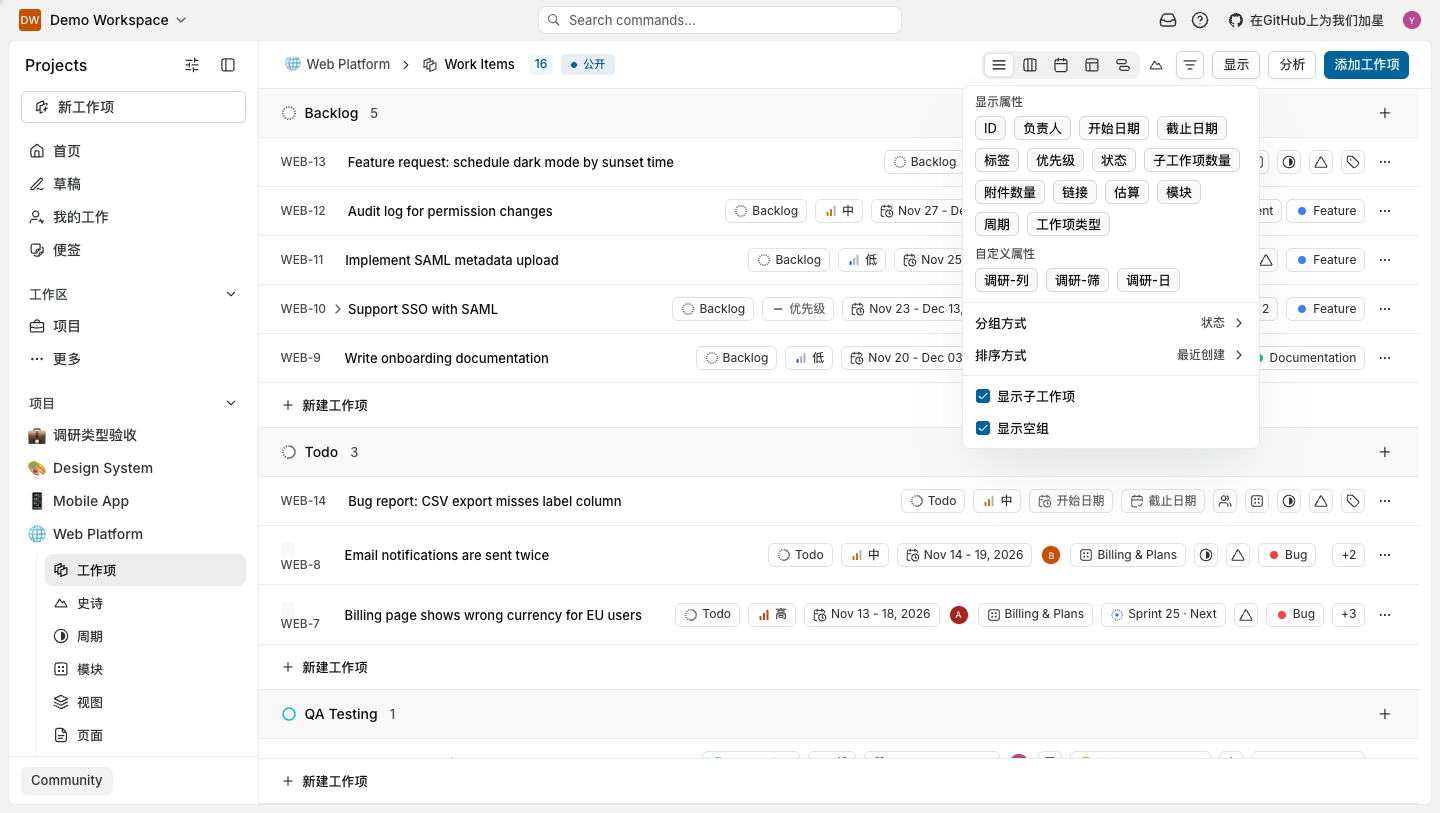 DW Demo Workspace
Search commands...
在GitHub上为我们加星
Y
Projects
新工作项
首页
草稿
我的工作
便签
工作区
项目
更多
项目
调研类型验收
Design System
Mobile App
Web Platform
工作项
史诗
周期
模块
视图
页面
Community
Web Platform
Work Items 16 公开
显示 分析 添加工作项
Backlog 5
WEB-13 Feature request: schedule dark mode by sunset time Backlog
WEB-12 Audit log for permission changes Backlog 中 Nov 27 - De Feature
WEB-11 Implement SAML metadata upload Backlog 低 Nov 25 Feature
WEB-10 Support SSO with SAML Backlog 优先级 Nov 23 - Dec 13, 2 Feature
WEB-9 Write onboarding documentation Backlog 低 Nov 20 - Dec 03 Documentation
新建工作项
显示属性
ID 负责人 开始日期 截止日期
标签 优先级 状态 子工作项数量
附件数量 链接 估算 模块
周期 工作项类型
自定义属性
调研-列 调研-筛 调研-日
分组方式 状态
排序方式 最近创建
显示子工作项
显示空组
Todo 3
WEB-14 Bug report: CSV export misses label column Todo 中 开始日期 截止日期
WEB-8 Email notifications are sent twice Todo 中 Nov 14 - 19, 2026 B Billing & Plans Bug +2
WEB-7 Billing page shows wrong currency for EU users Todo 高 Nov 13 - 18, 2026 A Billing & Plans Sprint 25 · Next Bug +3
新建工作项
QA Testing 1
新建工作项